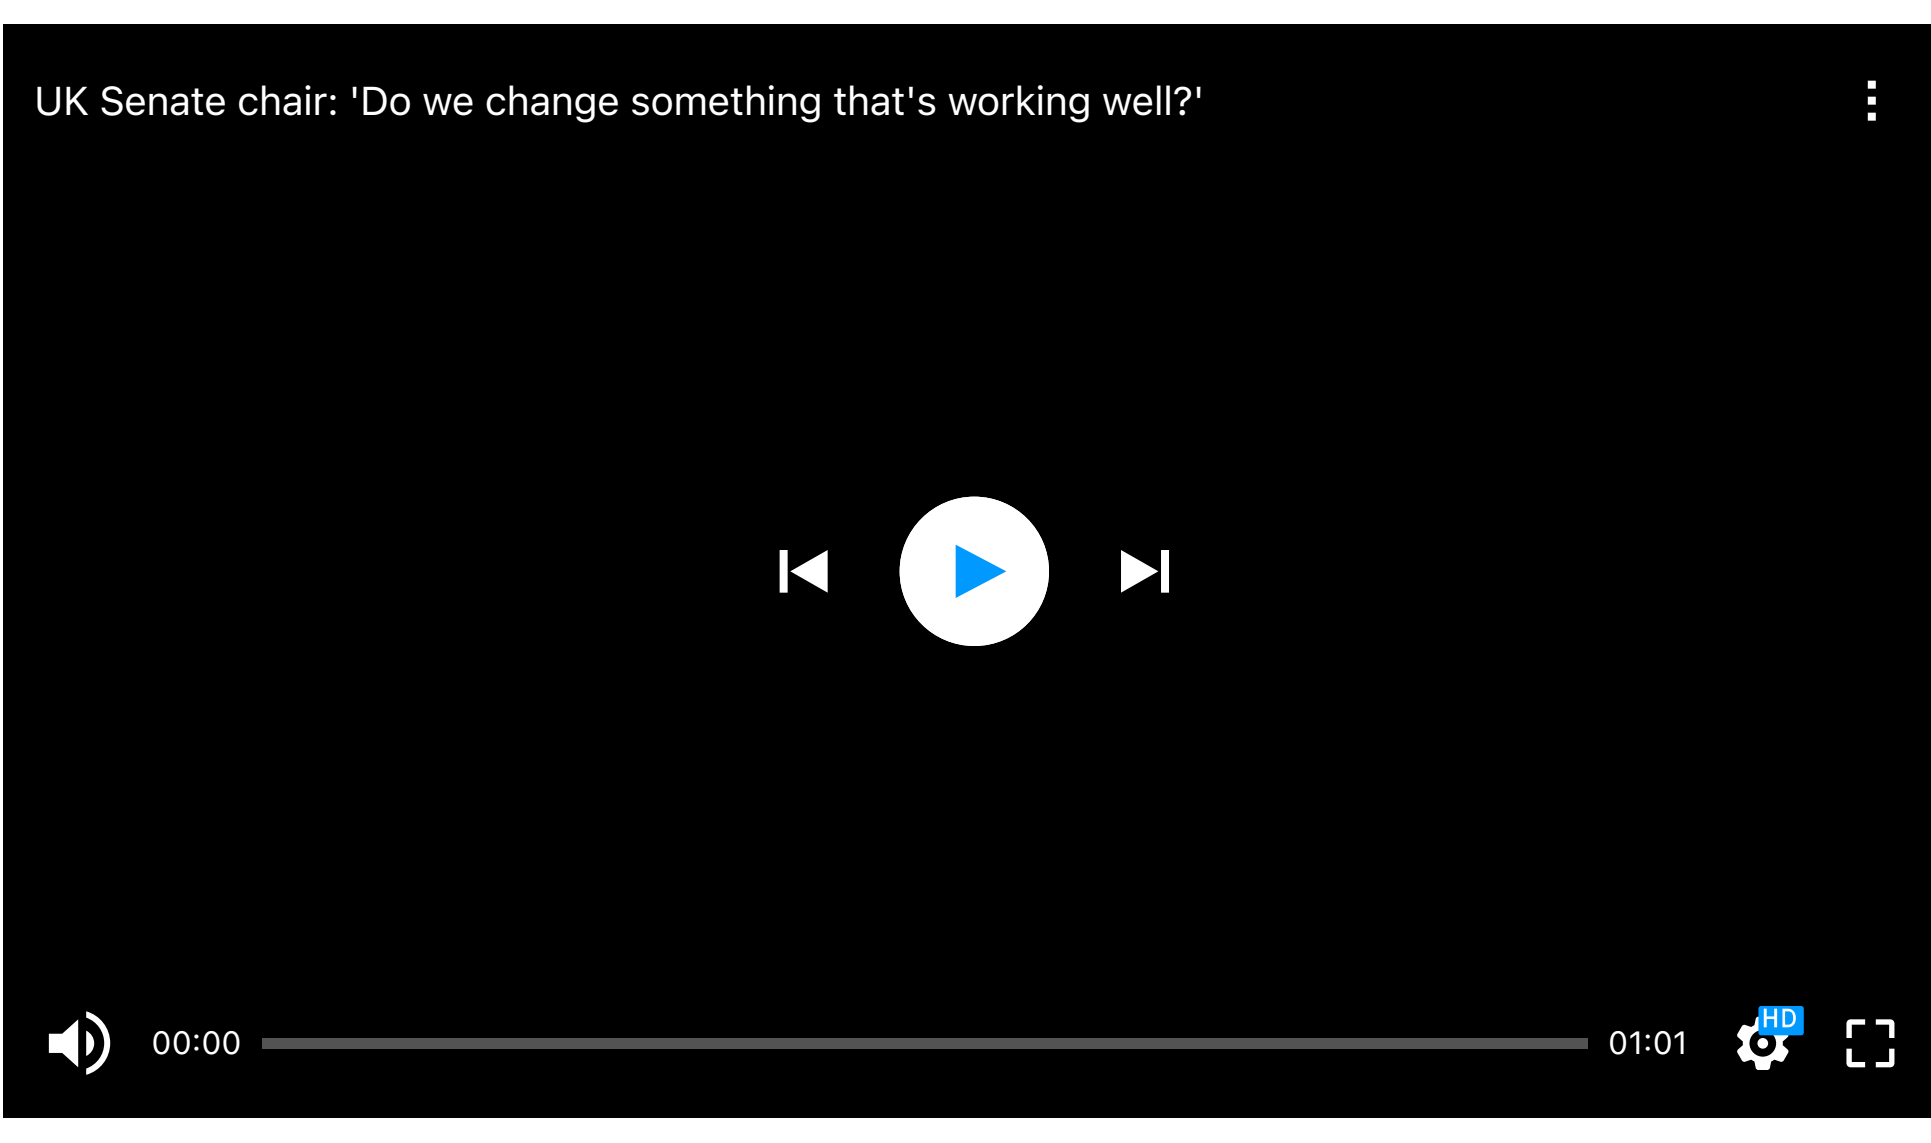 UK Senate chair: 'Do we change something that's working well?'
HD
00:00
01:01